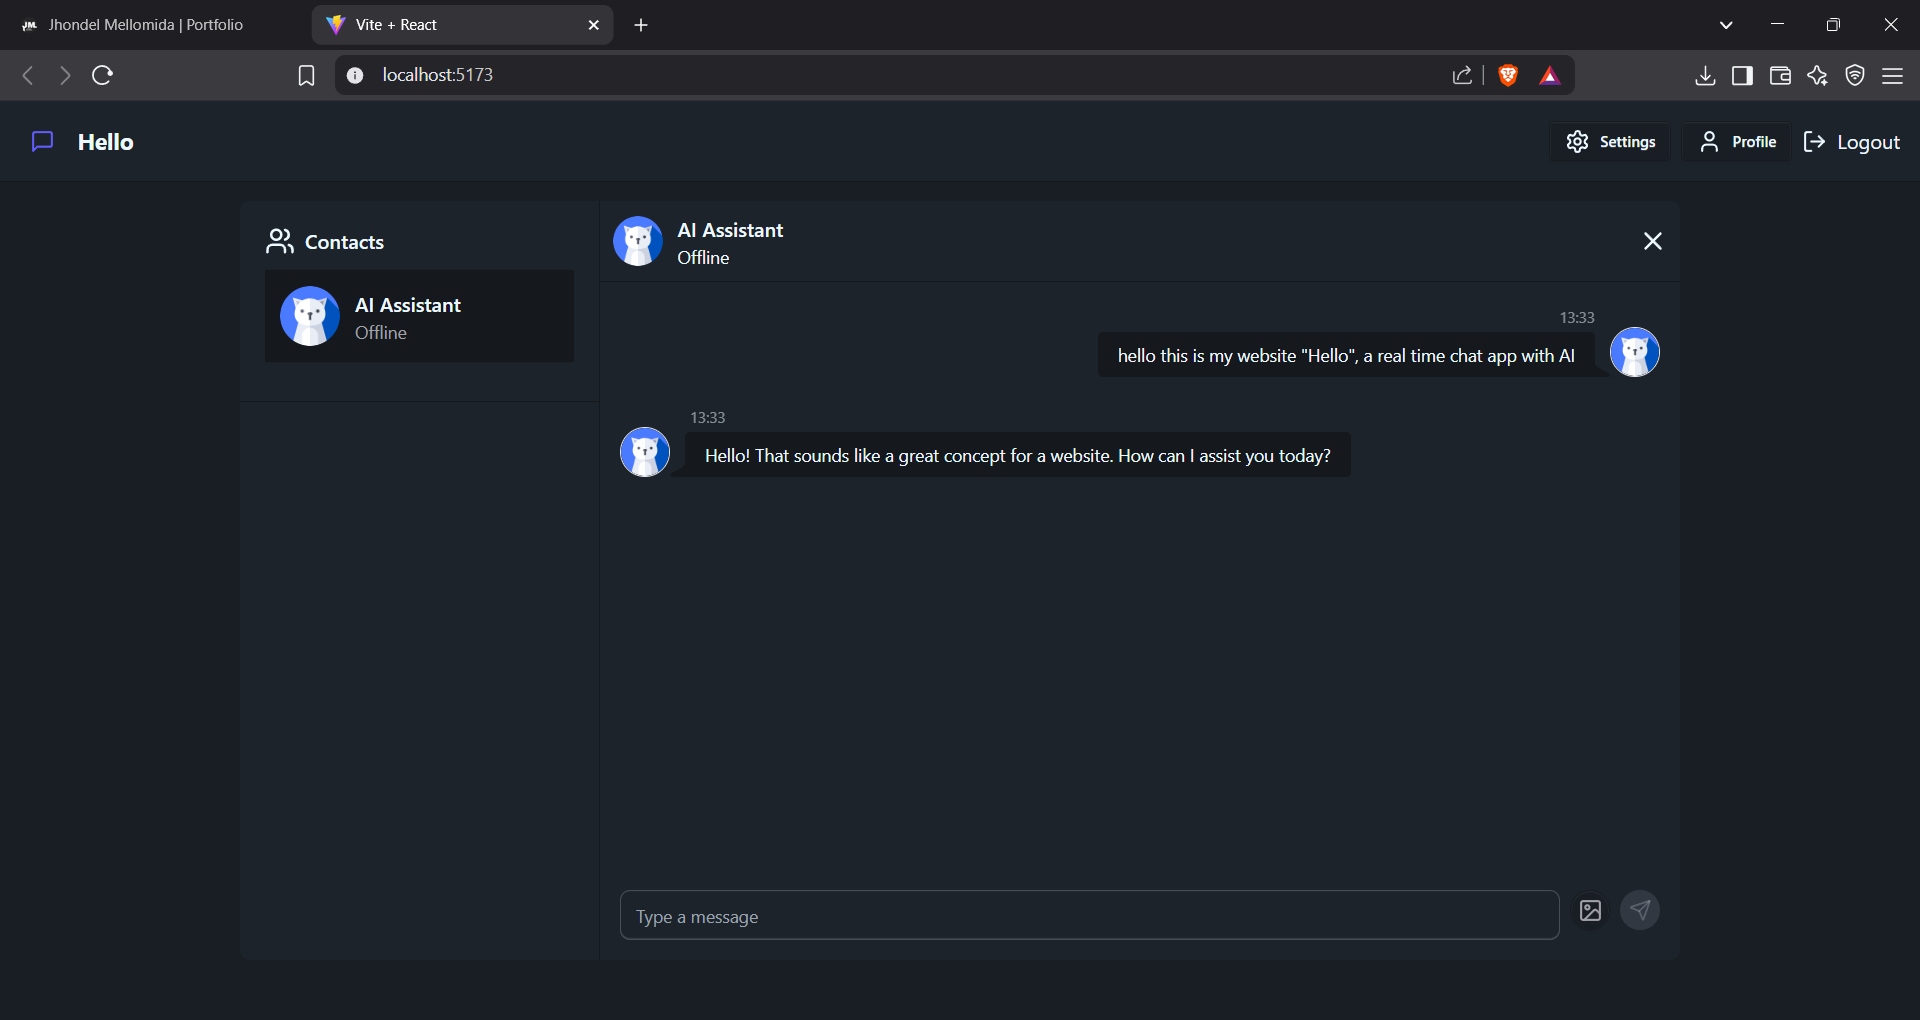 JM. Jhondel Mellomida | Portfolio
Vite + React
localhost:5173
Hello
Settings
Profile
Logout
Contacts
AI Assistant
Offline
AI Assistant
Offline
13:33
hello this is my website "Hello", a real time chat app with AI
13:33
Hello! That sounds like a great concept for a website. How can I assist you today?
Type a message